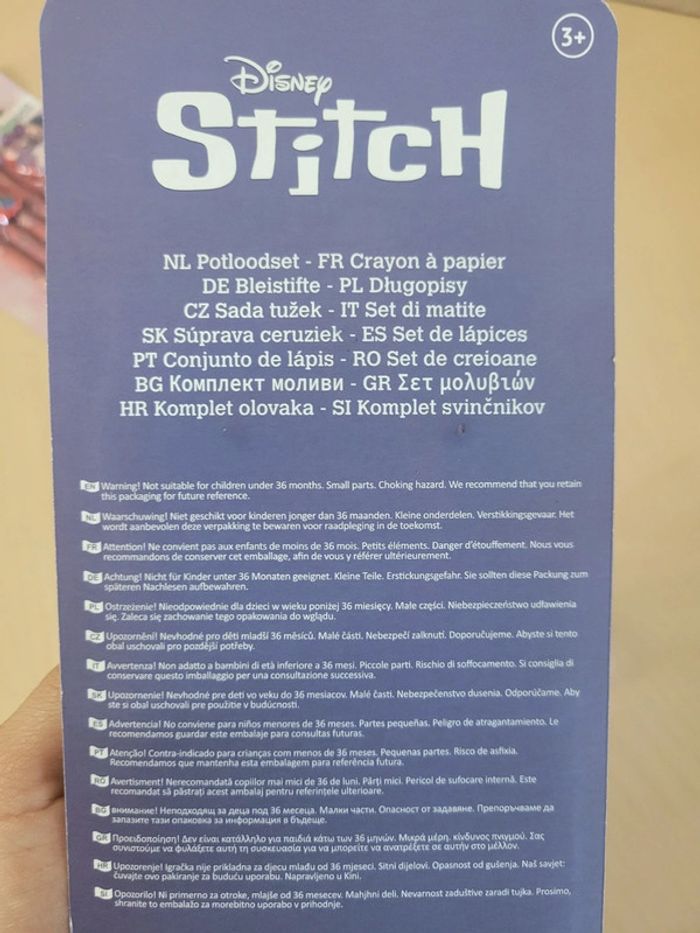 3+
Disney
Stitch
NL Potloodset - FR Crayon à papier
DE Bleistifte - PL Długopisy
CZ Sada tužek - IT Set di matite
SK Súprava ceruziek - ES Set de lápices
PT Conjunto de lápis - RO Set de creioane
BG Комплект моливи - GR Σετ μολυβιών
HR Komplet olovaka - SI Komplet svinčnikov
EN Warning! Not suitable for children under 36 months. Small parts. Choking hazard. We recommend that you retain
this packaging for future reference.
NL Waarschuwing! Niet geschikt voor kinderen jonger dan 36 maanden. Kleine onderdelen. Verstikkingsgevaar. Het
wordt aanbevolen deze verpakking te bewaren voor raadpleging in de toekomst.
FR Attention! Ne convient pas aux enfants de moins de 36 mois. Petits éléments. Danger d'étouffement. Nous vous
recommandons de conserver cet emballage, afin de vous y référer ultérieurement.
DE Achtung! Nicht für Kinder unter 36 Monaten geeignet. Kleine Teile. Erstickungsgefahr. Sie sollten diese Packung zum
späteren Nachlesen aufbewahren.
PL Ostrzeżenie! Nieodpowiednie dla dzieci w wieku poniżej 36 miesięcy. Małe części. Niebezpieczeństwo udławienia
się. Zaleca się zachowanie tego opakowania do wglądu.
CZ Upozornění! Nevhodné pro děti mladší 36 měsíců. Malé části. Nebezpečí zalknutí. Doporučujeme. Abyste si tento
obal uschovali pro pozdější potřeby.
IT Avvertenza! Non adatto a bambini di età inferiore a 36 mesi. Piccole parti. Rischio di soffocamento. Si consiglia di
conservare questo imballaggio per una consultazione successiva.
SK Upozornenie! Nevhodné pre deti vo veku do 36 mesiacov. Malé časti. Nebezpečenstvo dusenia. Odporúčame. Aby
ste si obal uschovali pre použitie v budúcnosti.
ES Advertencia! No conviene para niños menores de 36 meses. Partes pequeñas. Peligro de atragantamiento. Le
recomendamos guardar este embalaje para consultas futuras.
PT Atenção! Contra-indicado para crianças com menos de 36 meses. Pequenas partes. Risco de asfixia.
Recomendamos que mantenha esta embalagem para referência futura.
RO Avertisment! Nerecomandată copiilor mai mici de 36 de luni. Părți mici. Pericol de sufocare internă. Este
recomandat să păstrați acest ambalaj pentru referințele ulterioare.
BG внимание! Неподходящ за деца под 36 месеца. Малки части. Опасност от задавяне. Препоръчваме да
запазите тази опаковка за информация в бъдеще.
GR Προειδοποίηση! Δεν είναι κατάλληλο για παιδιά κάτω των 36 μηνών. Μικρά μέρη. κίνδυνος πνιγμού. Σας
συνιστούμε να φυλάξετε αυτή τη συσκευασία για να μπορείτε να ανατρέξετε σε αυτήν στο μέλλον.
HR Upozorenje! Igračka nije prikladna za djecu mlađu od 36 mjeseci. Sitni dijelovi. Opasnost od gušenja. Naš savjet:
čuvajte ovo pakiranje za buduću uporabu. Napravljeno u Kini.
SI Opozorilo! Ni primerno za otroke, mlajše od 36 mesecev. Mahjhni deli. Nevarnost zadušitve zaradi tujka. Prosimo,
shranite to embalažo za morebitno uporabo v prihodnje.